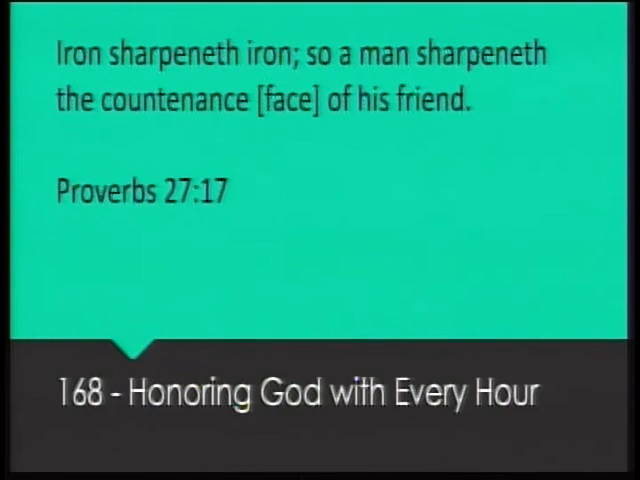 Iron sharpeneth iron; so a man sharpeneth
the countenance [face] of his friend.
Proverbs 27:17
168 - Honoring God with Every Hour